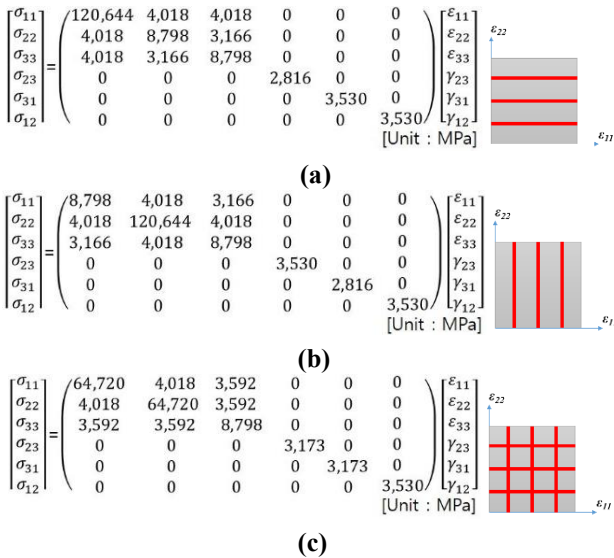 [σ₁₁ σ₂₂ σ₃₃ σ₂₃ σ₃₁ σ₁₂] = [ε₁₁ ε₂₂ ε₃₃ γ₂₃ γ₃₁ γ₁₂]
120,644 4,018 4,018 0 0 0
4,018 8,798 3,166 0 0 0
4,018 3,166 8,798 0 0 0
0 0 0 2,816 0 0
0 0 0 0 3,530 0
0 0 0 0 0 3,530
[Unit : MPa]
ε₂₂
ε₁₁
(a)
[σ₁₁ σ₂₂ σ₃₃ σ₂₃ σ₃₁ σ₁₂] = [ε₁₁ ε₂₂ ε₃₃ γ₂₃ γ₃₁ γ₁₂]
8,798 4,018 3,166 0 0 0
4,018 120,644 4,018 0 0 0
3,166 4,018 8,798 0 0 0
0 0 0 3,530 0 0
0 0 0 0 2,816 0
0 0 0 0 0 3,530
[Unit : MPa]
ε₂₂
ε₁
(b)
[σ₁₁ σ₂₂ σ₃₃ σ₂₃ σ₃₁ σ₁₂] = [ε₁₁ ε₂₂ ε₃₃ γ₂₃ γ₃₁ γ₁₂]
64,720 4,018 3,592 0 0 0
4,018 64,720 3,592 0 0 0
3,592 3,592 8,798 0 0 0
0 0 0 3,173 0 0
0 0 0 0 3,173 0
0 0 0 0 0 3,530
[Unit : MPa]
ε₂₂
ε₁₁
(c)